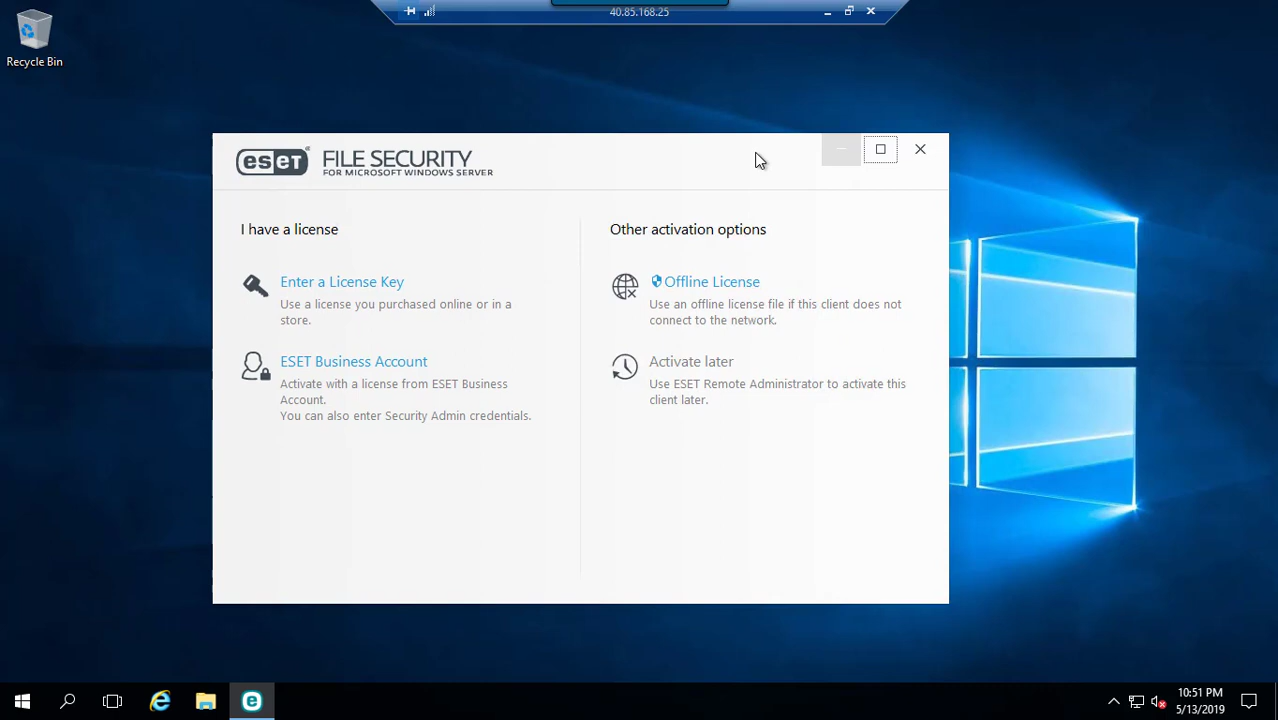 40.85.168.25
Recycle Bin
eseT FILE SECURITY
FOR MICROSOFT WINDOWS SERVER
I have a license
Enter a License Key
Use a license you purchased online or in a
store.
ESET Business Account
Activate with a license from ESET Business
Account.
You can also enter Security Admin credentials.
Other activation options
Offline License
Use an offline license file if this client does not
connect to the network.
Activate later
Use ESET Remote Administrator to activate this
client later.
10:51 PM
5/13/2019